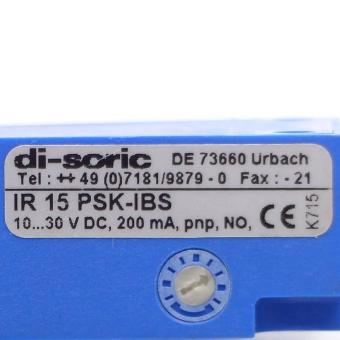 di-soric DE 73660 Urbach
Tel : ++ 49 (0)7181/9879 - 0 Fax : - 21
IR 15 PSK-IBS
10...30 V DC, 200 mA, pnp, NO, CE
K715